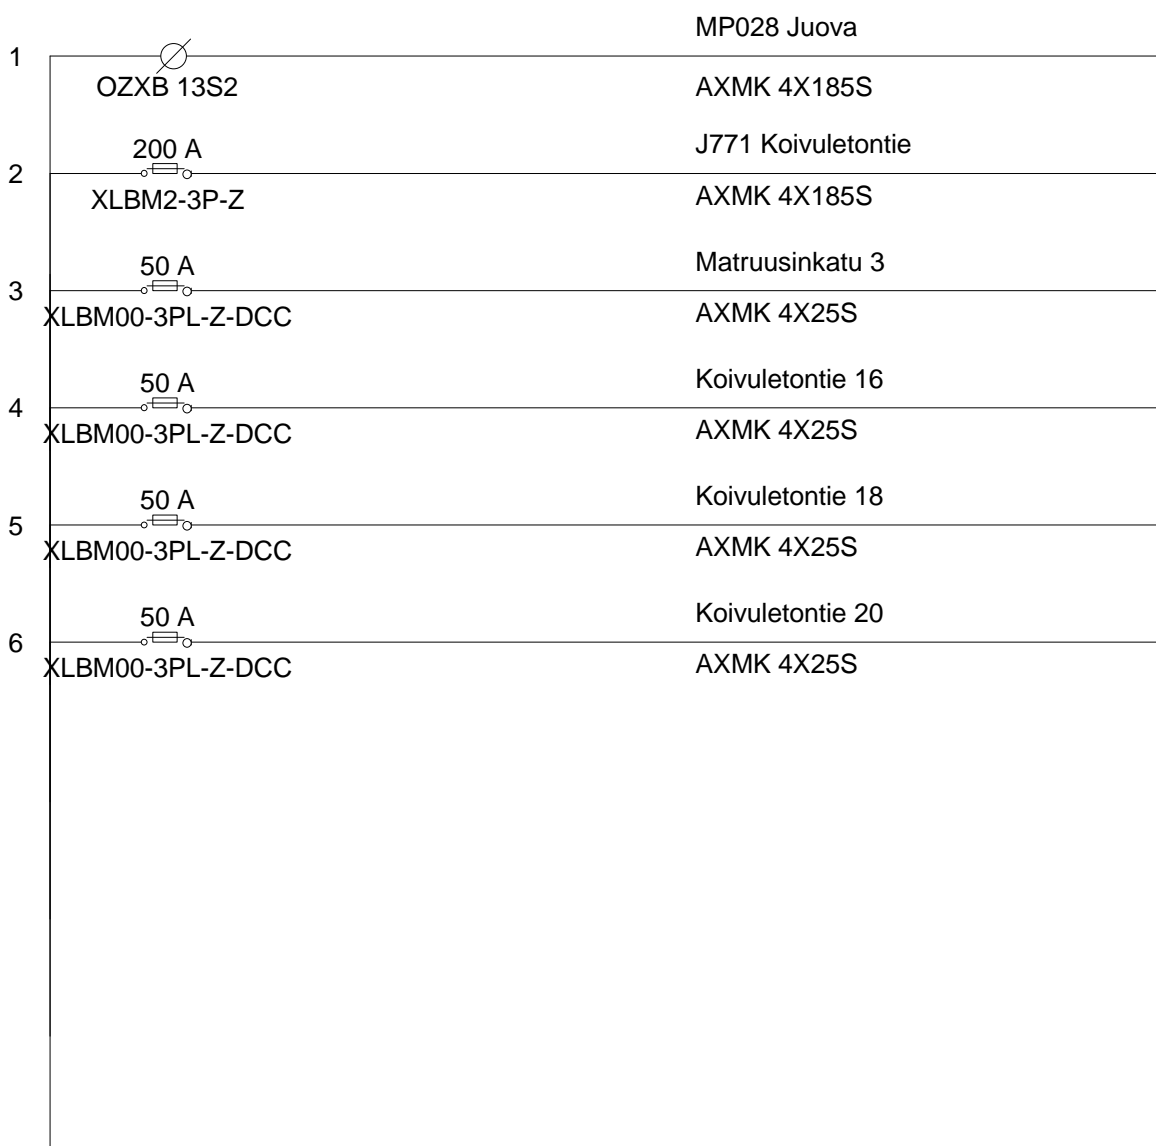 MP028 Juova
1
OZXB 13S2
AXMK 4X185S
200 A
J771 Koivuletontie
2
XLBM2-3P-Z
AXMK 4X185S
50 A
Matruusinkatu 3
3
XLBM00-3PL-Z-DCC
AXMK 4X25S
50 A
Koivuletontie 16
4
XLBM00-3PL-Z-DCC
AXMK 4X25S
50 A
Koivuletontie 18
5
XLBM00-3PL-Z-DCC
AXMK 4X25S
50 A
Koivuletontie 20
6
XLBM00-3PL-Z-DCC
AXMK 4X25S